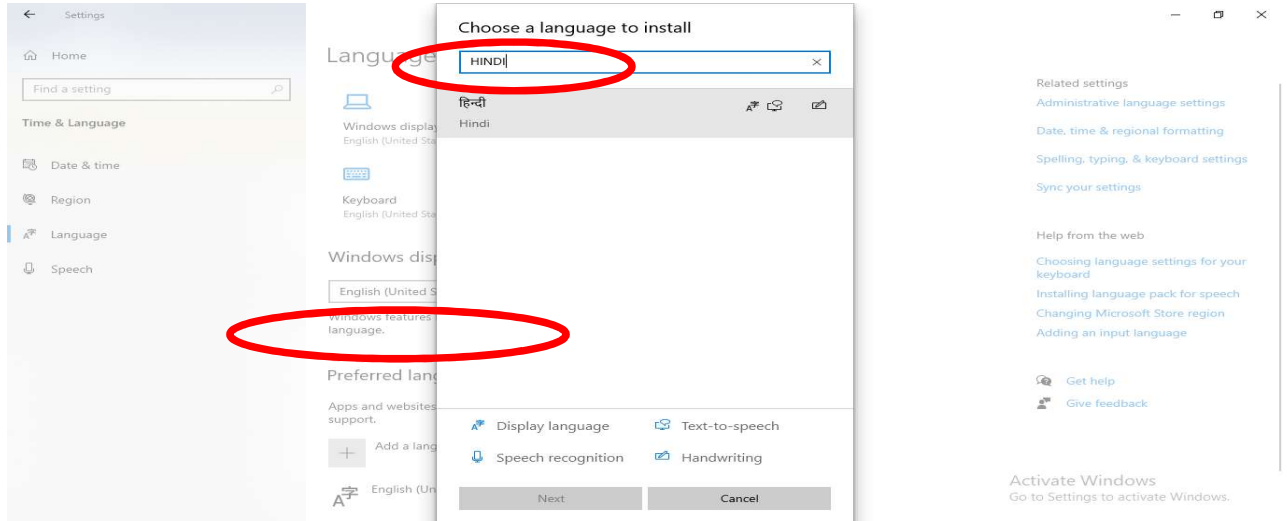 Settings
Home
Find a setting
Time & Language
Date & time
Region
Language
Speech
Language
Windows display
English (United Sta
Keyboard
English (United Sta
Windows disp
English (United S
Windows features
language.
Preferred lang
Apps and websites
support.
Add a lang
English (Un
Choose a language to install
HINDI
हिन्दी
Hindi
Display language
Text-to-speech
Speech recognition
Handwriting
Next
Cancel
Related settings
Administrative language settings
Date, time & regional formatting
Spelling, typing, & keyboard settings
Sync your settings
Help from the web
Choosing language settings for your
keyboard
Installing language pack for speech
Changing Microsoft Store region
Adding an input language
Get help
Give feedback
Activate Windows
Go to Settings to activate Windows.